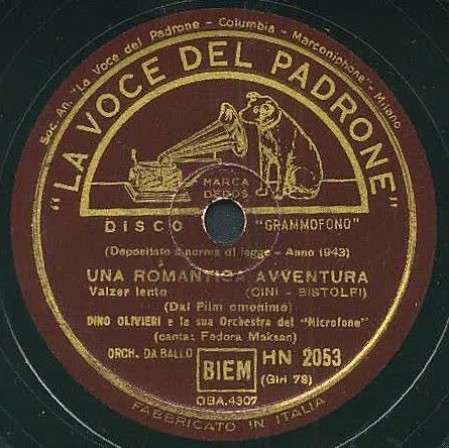 Soc. An. "La Voce del Padrone - Columbia - Marconiphone" - Milano
"LA VOCE DEL PADRONE"
MARCA
DEPOS.
DISCO "GRAMMOFONO"
(Depositato a norma di legge - Anno 1943)
UNA ROMANTICA AVVENTURA
Valzer lento (CINI - BISTOLFI)
(Dal Film omonimo)
DINO OLIVIERI e la sua Orchestra del "Microfono"
(canta: Fedora Maksan)
ORCH. DA BALLO BIEM HN 2053
(Giri 78)
OBA.4307
FABBRICATO IN ITALIA